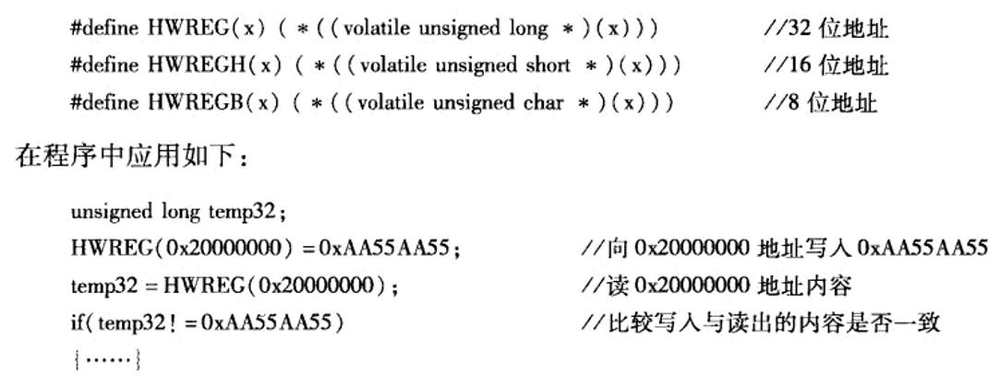 #define HWREG(x) ( * ((volatile unsigned long * )(x))) //32 位地址
#define HWREGH(x) ( * ((volatile unsigned short * )(x))) //16 位地址
#define HWREGB(x) ( * ((volatile unsigned char * )(x))) //8 位地址
在程序中应用如下：
unsigned long temp32;
HWREG(0x20000000) =0xAA55AA55; //向 0x20000000 地址写入 0xAA55AA55
temp32 =HWREG(0x20000000); //读 0x20000000 地址内容
if(temp32! =0xAA55AA55) //比较写入与读出的内容是否一致
{……}